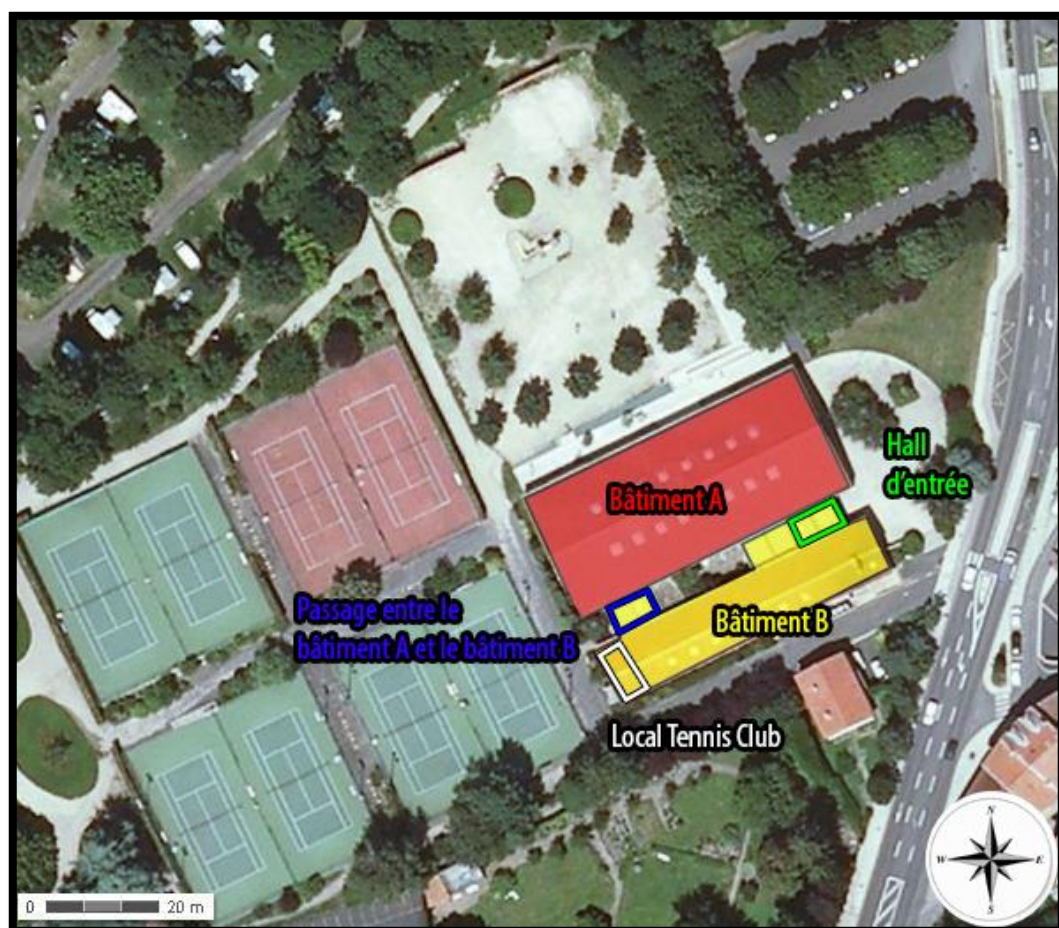 Hall
d'entrée
Bâtiment A
Passage entre le
bâtiment A et le bâtiment B
Bâtiment B
Local Tennis Club
N
W
E
S
0
20 m